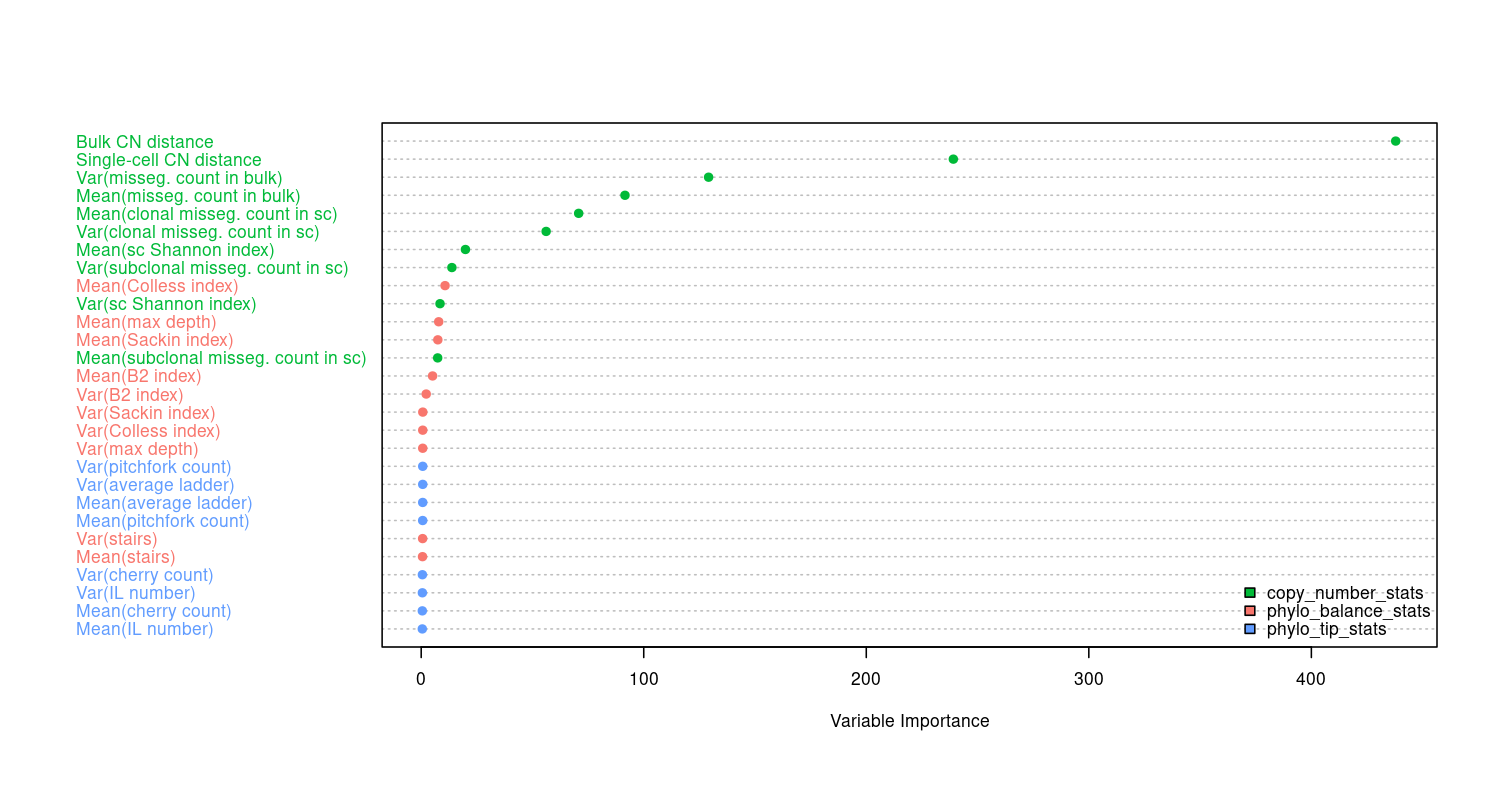 Bulk CN distance
Single-cell CN distance
Var(misseg. count in bulk)
Mean(misseg. count in bulk)
Mean(clonal misseg. count in sc)
Var(clonal misseg. count in sc)
Mean(sc Shannon index)
Var(subclonal misseg. count in sc)
Mean(Colless index)
Var(sc Shannon index)
Mean(max depth)
Mean(Sackin index)
Mean(subclonal misseg. count in sc)
Mean(B2 index)
Var(B2 index)
Var(Sackin index)
Var(Colless index)
Var(max depth)
Var(pitchfork count)
Var(average ladder)
Mean(average ladder)
Mean(pitchfork count)
Var(stairs)
Mean(stairs)
Var(cherry count)
Var(IL number)
Mean(cherry count)
Mean(IL number)
copy_number_stats
phylo_balance_stats
phylo_tip_stats
0 100 200 300 400
Variable Importance